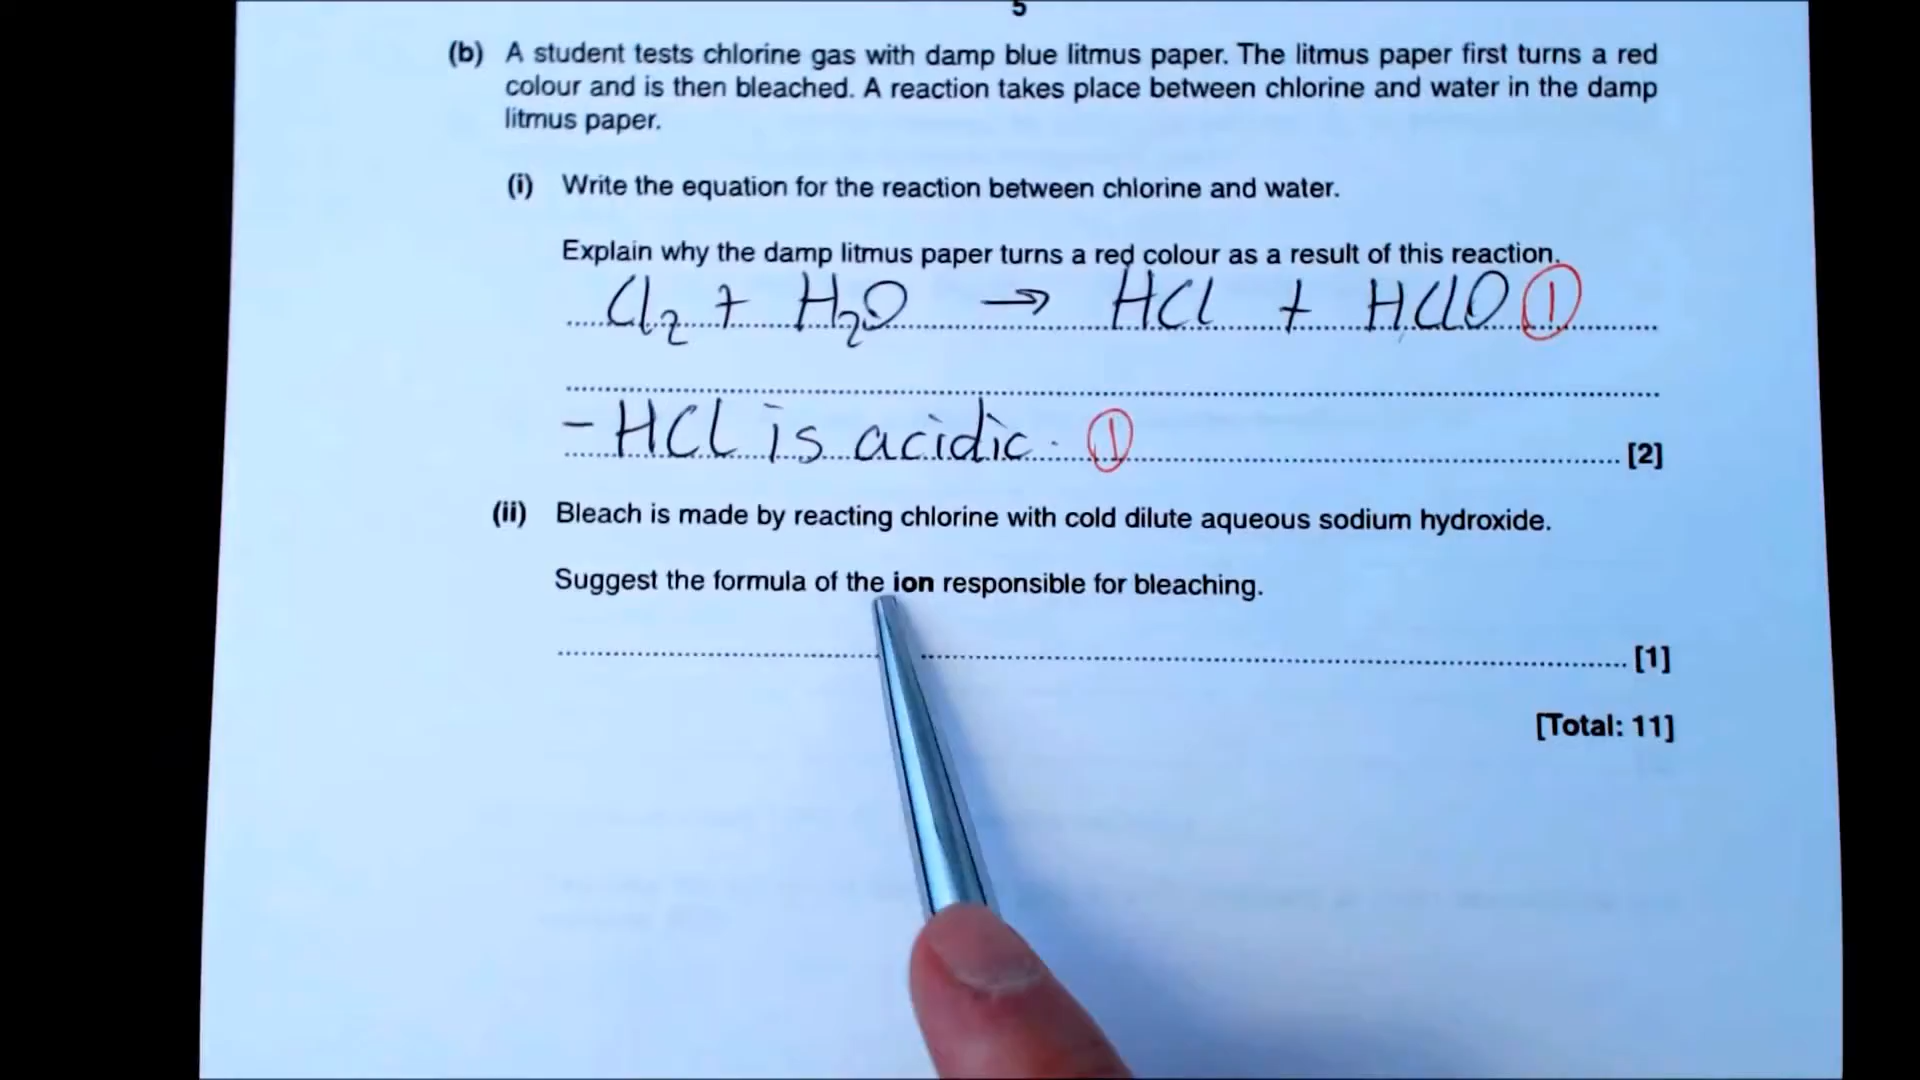 5
(b) A student tests chlorine gas with damp blue litmus paper. The litmus paper first turns a red
colour and is then bleached. A reaction takes place between chlorine and water in the damp
litmus paper.
(i) Write the equation for the reaction between chlorine and water.
Explain why the damp litmus paper turns a red colour as a result of this reaction.
Cl₂ + H₂O → HCl + HClO ①
- HCl is acidic. ① [2]
(ii) Bleach is made by reacting chlorine with cold dilute aqueous sodium hydroxide.
Suggest the formula of the ion responsible for bleaching.
[1]
[Total: 11]